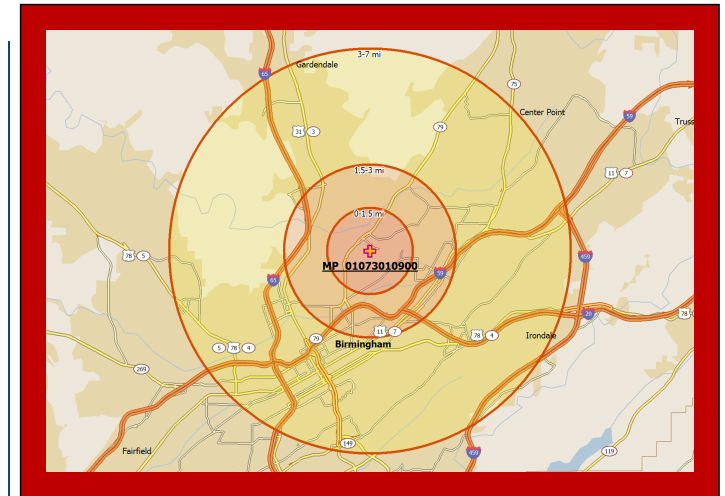 3-7 mi
Gardendale
65
75
31 3
79
Center Point
59
Truss
11 7
1.5-3 mi
0-1.5 mi
78 5
MP_01073010900
459
65
59
20
78
79
11 7
78 4
Irondale
5 78 4
Birmingham
269
149
Fairfield
459
119